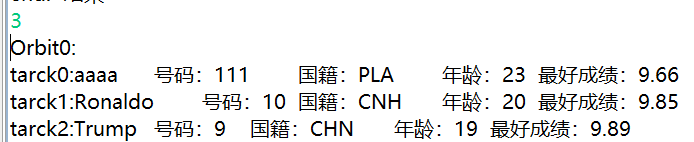 3
Orbit0:
tarck0:aaaa 号码：111 国籍：PLA 年龄：23 最好成绩：9.66
tarck1:Ronaldo 号码：10 国籍：CNH 年龄：20 最好成绩：9.85
tarck2:Trump 号码：9 国籍：CHN 年龄：19 最好成绩：9.89